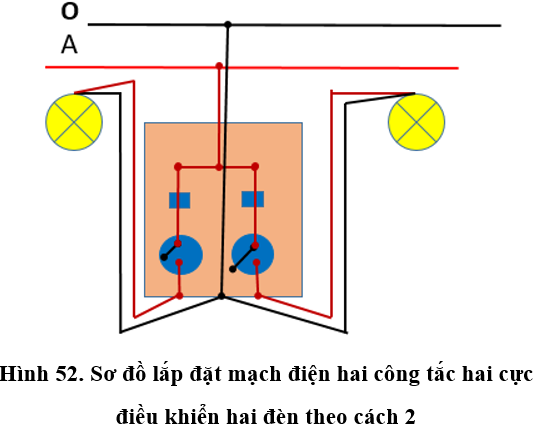 O
A
Hình 52. Sơ đồ lắp đặt mạch điện hai công tắc hai cực
điều khiển hai đèn theo cách 2